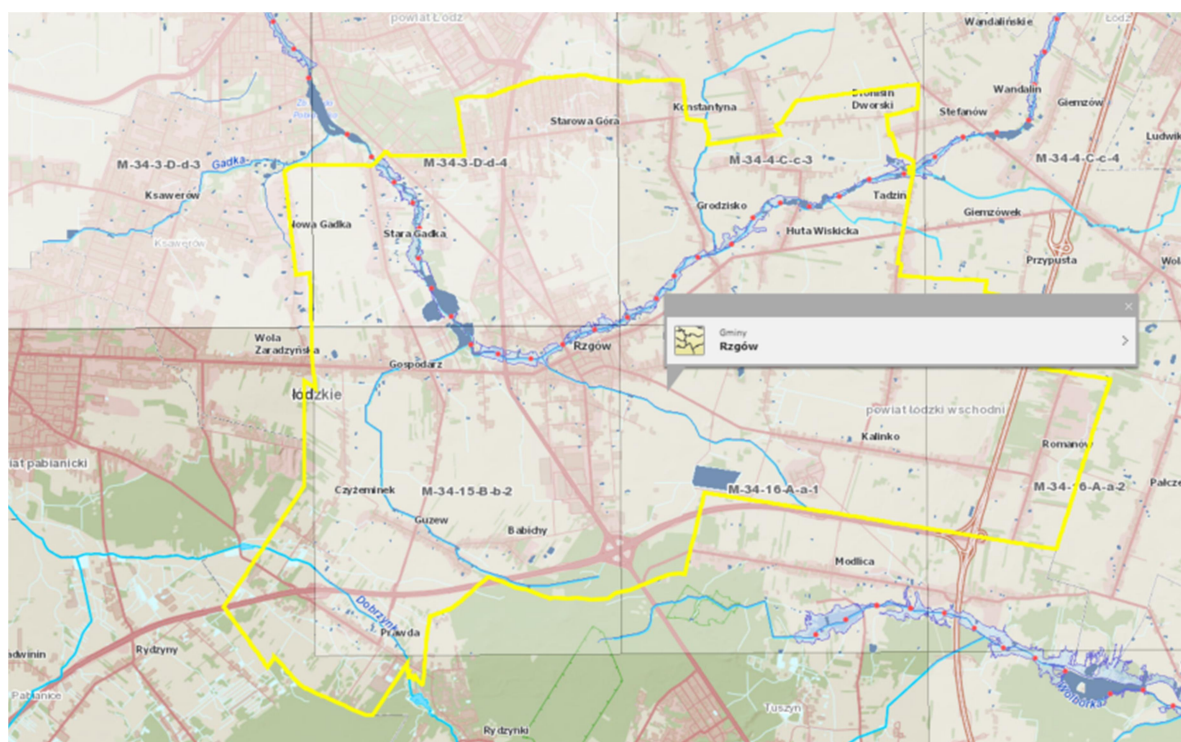 powiat Łódź
Wandalińskie
Łódź
Konstantyna
Bronisin
Dworski
Wandalin
Giemzów
Stefanów
Starowa Góra
Ludwik
M-34-3-D-d-3
Gadka
M-34-3-D-d-4
M-34-4-C-c-3
M-34-4-C-c-4
Ksawerów
Tadzin
Grodzisko
Giemzówek
Nowa Gadka
Stara Gadka
Huta Wiskicka
Ksawerów
Przypusta
Wola
Zaradzyńska
Rzgów
Gminy
Rzgów
Gospodarz
łódzkie
powiat łódzki wschodni
Kalinko
Romanów
iat pabianicki
Czyżeminek
M-34-15-B-b-2
M-34-16-A-a-1
M-34-16-A-a-2
Palcze
Guzew
Babichy
Modlica
Dobrzynka
Prawda
Rydzyny
adwinin
Pabianice
Wolbórka
Tuszyn
Rydzynki